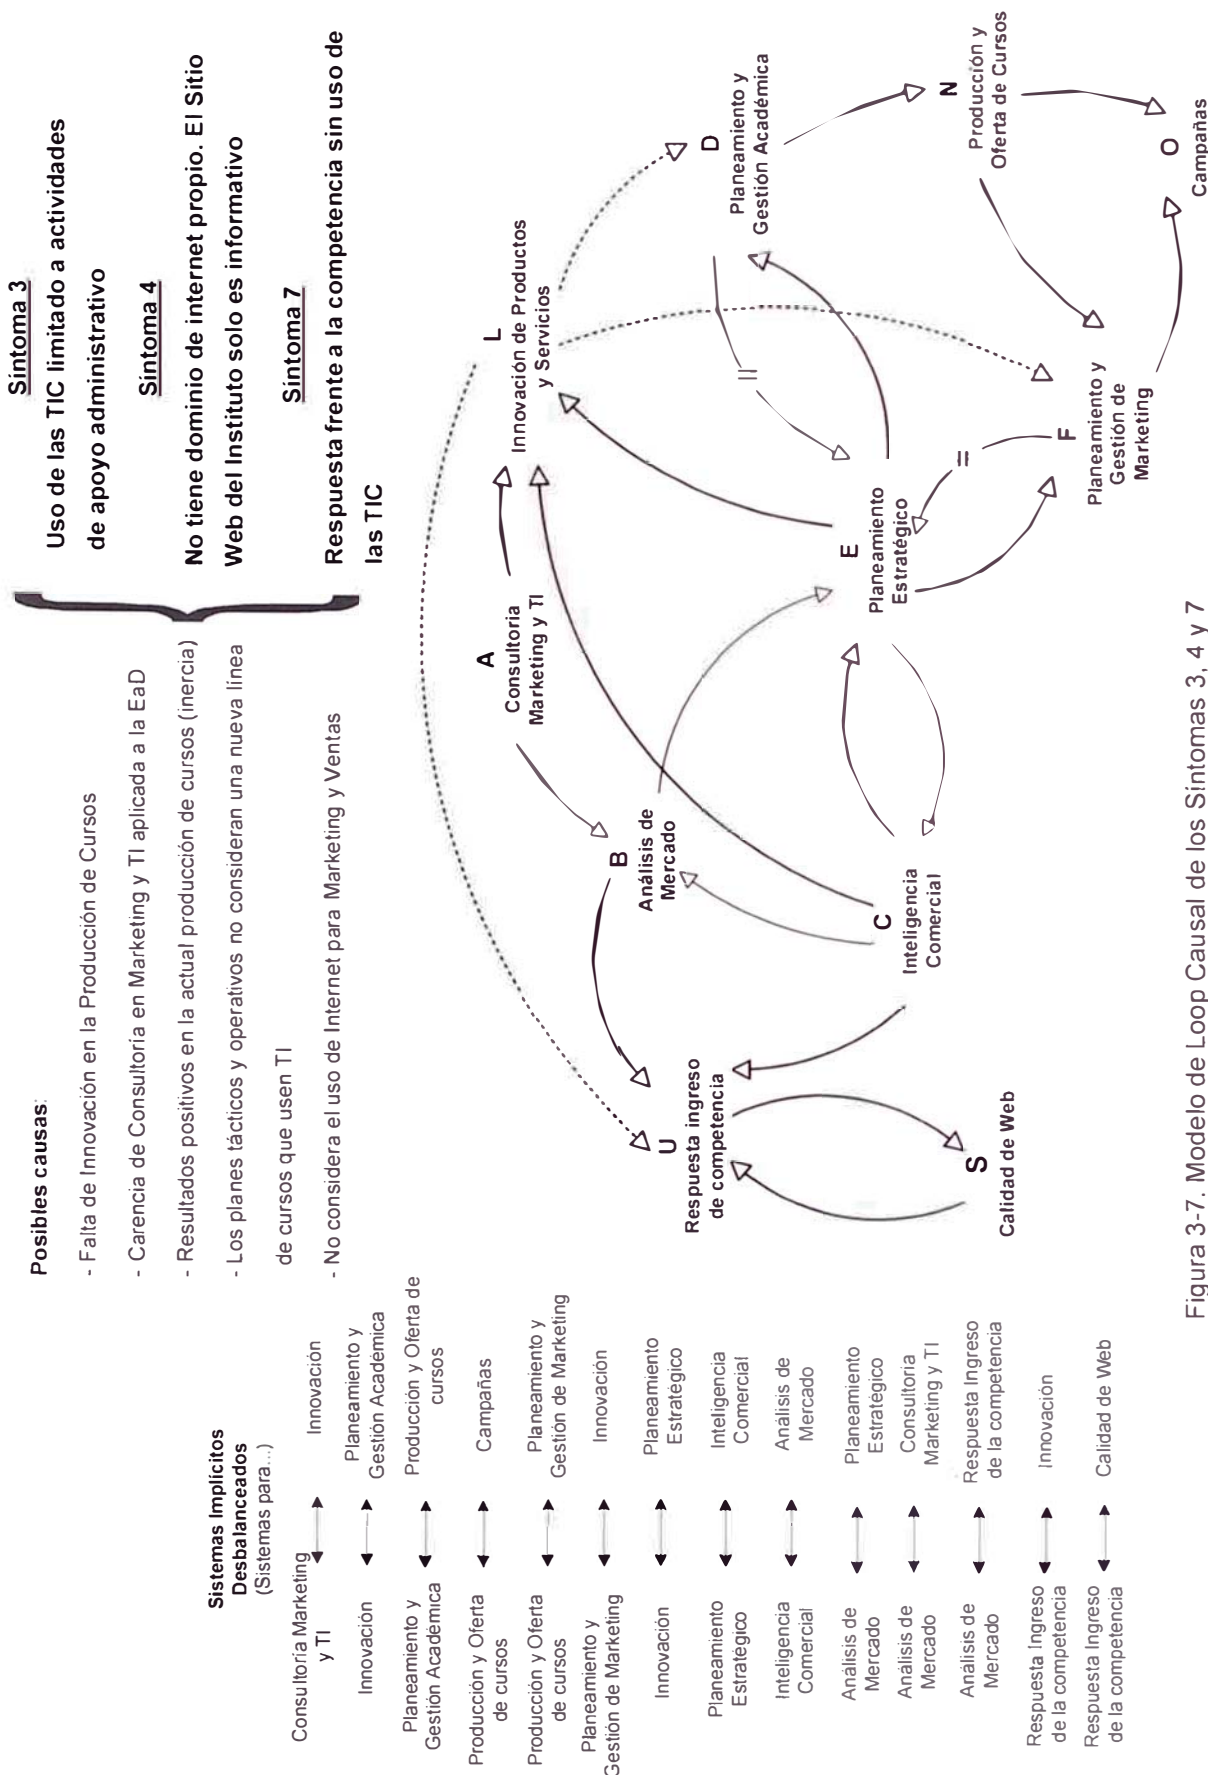 Sistemas Implícitos
Desbalanceados
(Sistemas para...)
Consultoría Marketing
y TI
Innovación
Innovación
Planeamiento y
Gestión Académica
Planeamiento y
Gestión Académica
Producción y Oferta de
cursos
Producción y Oferta
de cursos
Campañas
Producción y Oferta
de cursos
Planeamiento y
Gestión de Marketing
Planeamiento y
Gestión de Marketing
Innovación
Innovación
Planeamiento
Estratégico
Planeamiento
Estratégico
Inteligencia
Comercial
Inteligencia
Comercial
Análisis de
Mercado
Análisis de
Mercado
Planeamiento
Estratégico
Análisis de
Mercado
Consultoria
Marketing y TI
Análisis de
Mercado
Respuesta Ingreso
de la competencia
Respuesta Ingreso
de la competencia
Innovación
Respuesta Ingreso
de la competencia
Calidad de Web
Posibles causas:
- Falta de Innovación en la Producción de Cursos
- Carencia de Consultoría en Marketing y TI aplicada a la EaD
- Resultados positivos en la actual producción de cursos (inercia)
- Los planes tácticos y operativos no consideran una nueva línea
de cursos que usen TI
- No considera el uso de Internet para Marketing y Ventas
Síntoma 3
Uso de las TIC limitado a actividades
de apoyo administrativo
Síntoma 4
No tiene dominio de internet propio. El Sitio
Web del Instituto solo es informativo
Síntoma 7
Respuesta frente a la competencia sin uso de
las TIC
L
Innovación de Productos
y Servicios
A
Consultoria
Marketing y TI
D
Planeamiento y
Gestión Académica
B
Análisis de
Mercado
U
Respuesta ingreso
de competencia
E
Planeamiento
Estratégico
C
Inteligencia
Comercial
N
Producción y
Oferta de Cursos
F
Planeamiento y
Gestión de
Marketing
S
Calidad de Web
O
Campañas
Figura 3-7. Modelo de Loop Causal de los Síntomas 3, 4 y 7